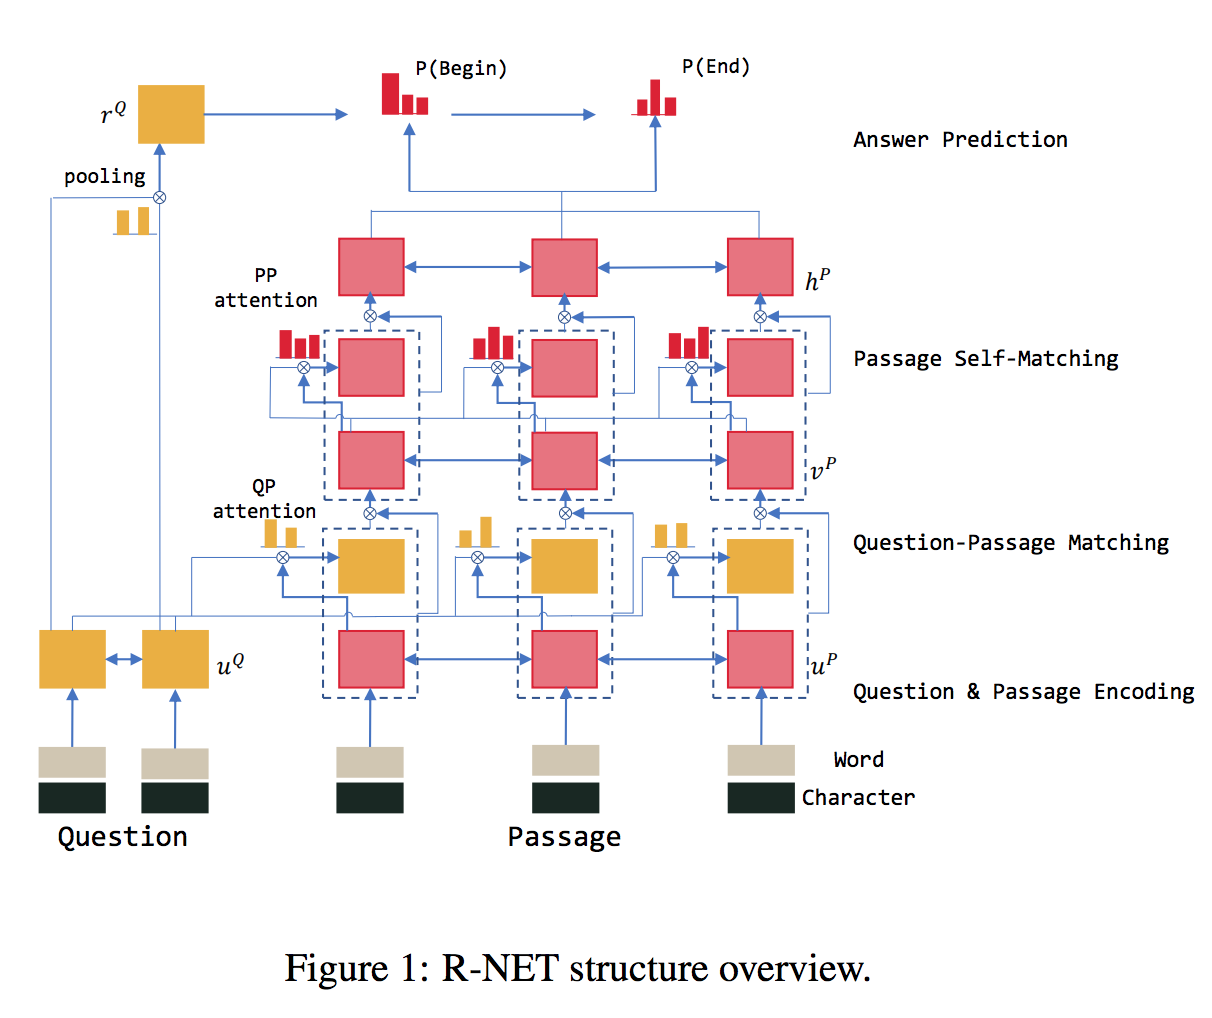 P(Begin)
P(End)
r^Q
Answer Prediction
pooling
PP
attention
h^P
Passage Self-Matching
v^P
QP
attention
Question-Passage Matching
u^Q
u^P
Question & Passage Encoding
Word
Character
Question
Passage
Figure 1: R-NET structure overview.